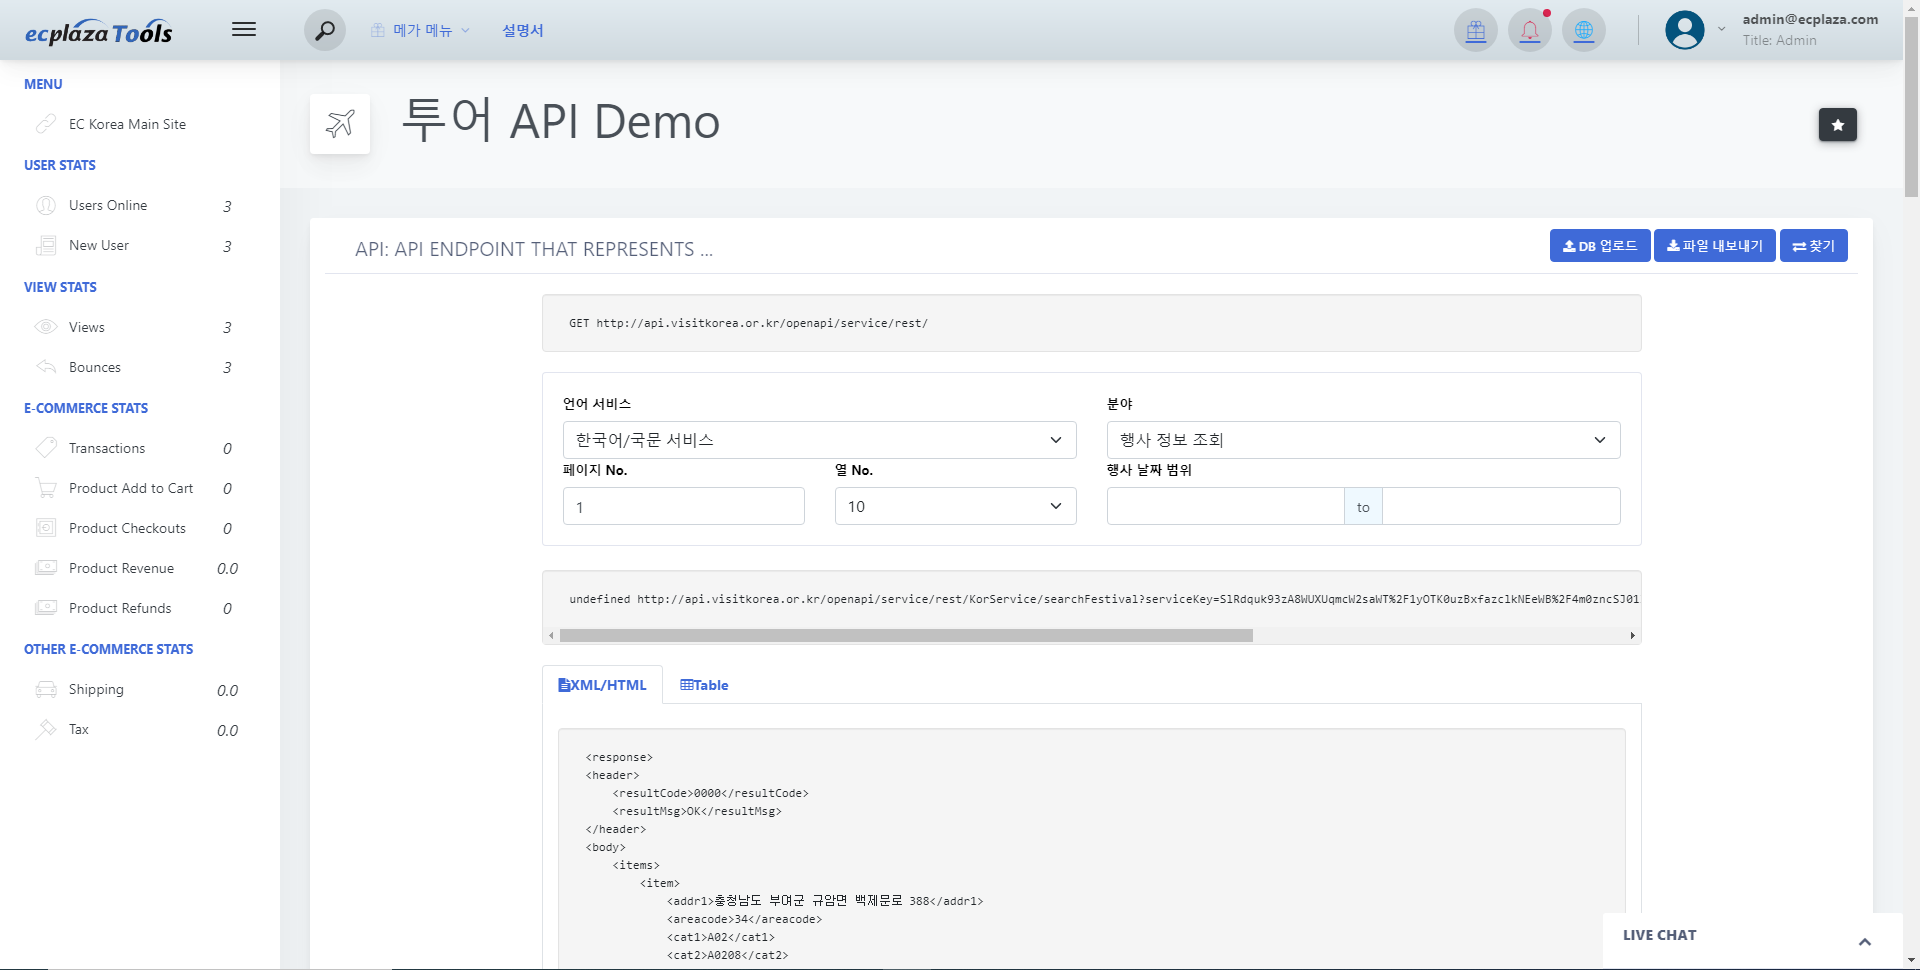 ecplaza Tools
메가 메뉴
설명서
admin@ecplaza.com
Title: Admin
MENU
EC Korea Main Site
USER STATS
Users Online 3
New User 3
VIEW STATS
Views 3
Bounces 3
E-COMMERCE STATS
Transactions 0
Product Add to Cart 0
Product Checkouts 0
Product Revenue 0.0
Product Refunds 0
OTHER E-COMMERCE STATS
Shipping 0.0
Tax 0.0
투어 API Demo
API: API ENDPOINT THAT REPRESENTS ...
DB 업로드
파일 내보내기
찾기
GET http://api.visitkorea.or.kr/openapi/service/rest/
언어 서비스
한국어/국문 서비스
분야
행사 정보 조회
페이지 No.
1
열 No.
10
행사 날짜 범위
to
undefined http://api.visitkorea.or.kr/openapi/service/rest/KorService/searchFestival?serviceKey=SlRdquk93zA8WUXUqmcW2saWT%2F1yOTK0uzBxfazclkNEeWB%2F4m0zncSJ01
XML/HTML
Table
<response>
<header>
<resultCode>0000</resultCode>
<resultMsg>OK</resultMsg>
</header>
<body>
<items>
<item>
<addr1>충청남도 부여군 규암면 백제문로 388</addr1>
<areacode>34</areacode>
<cat1>A02</cat1>
<cat2>A0208</cat2>
LIVE CHAT